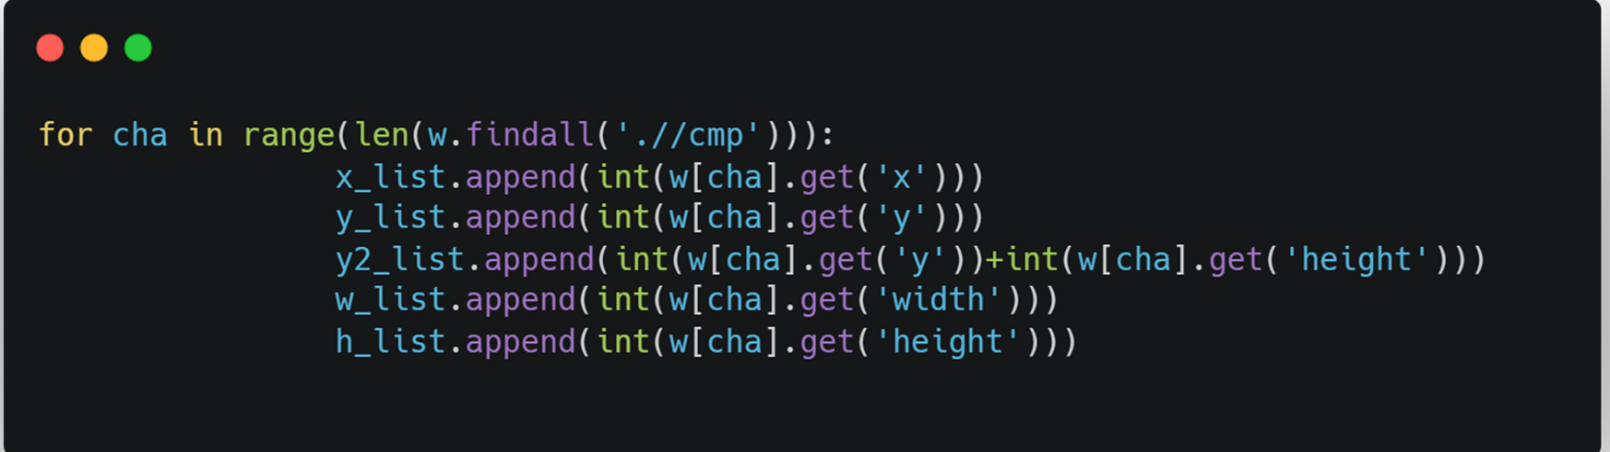 for cha in range(len(w.findall('.//cmp'))):
                x_list.append(int(w[cha].get('x')))
                y_list.append(int(w[cha].get('y')))
                y2_list.append(int(w[cha].get('y'))+int(w[cha].get('height')))
                w_list.append(int(w[cha].get('width')))
                h_list.append(int(w[cha].get('height')))